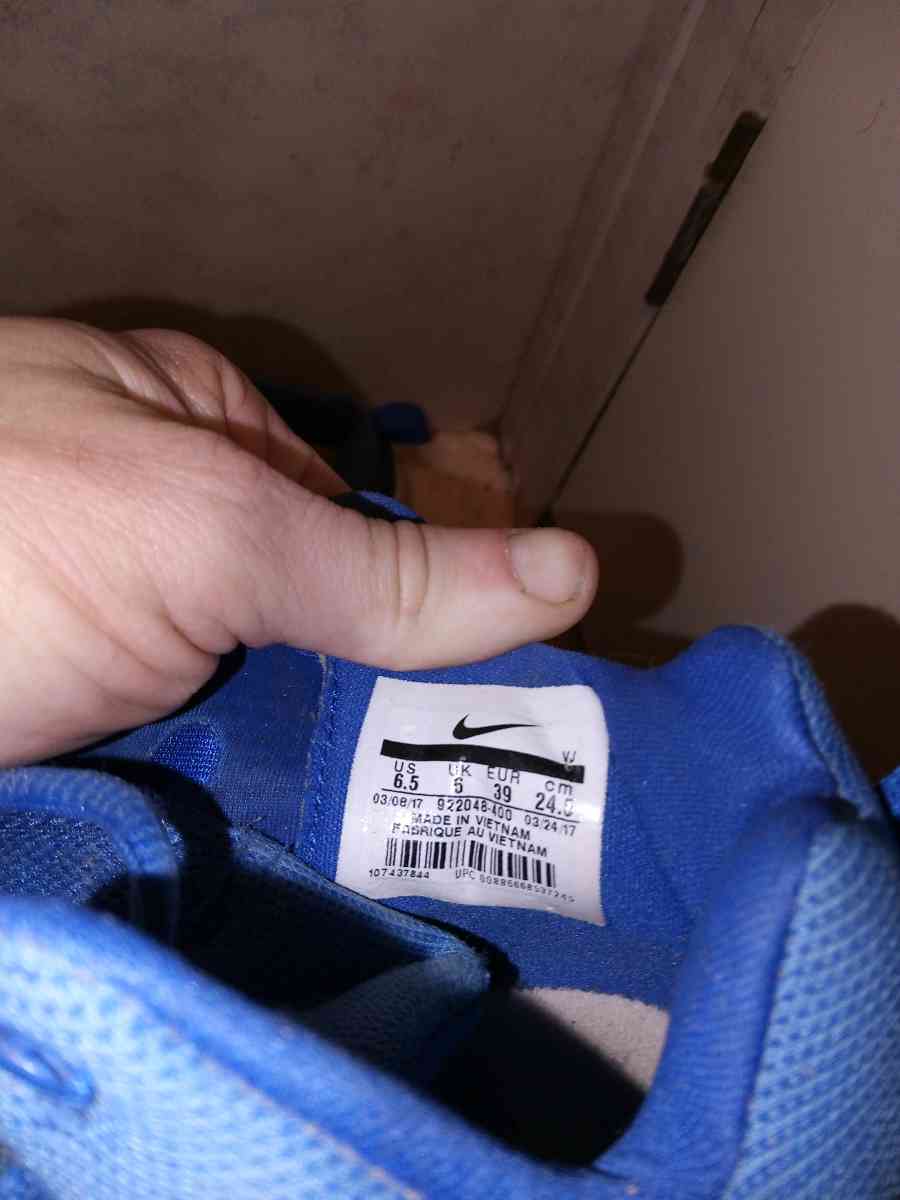 US UK EUR cm
6.5 6 39 24.5
03/08/17 922048-400 03/24/17
MADE IN VIETNAM
FABRIQUE AU VIETNAM
107437844 UPC